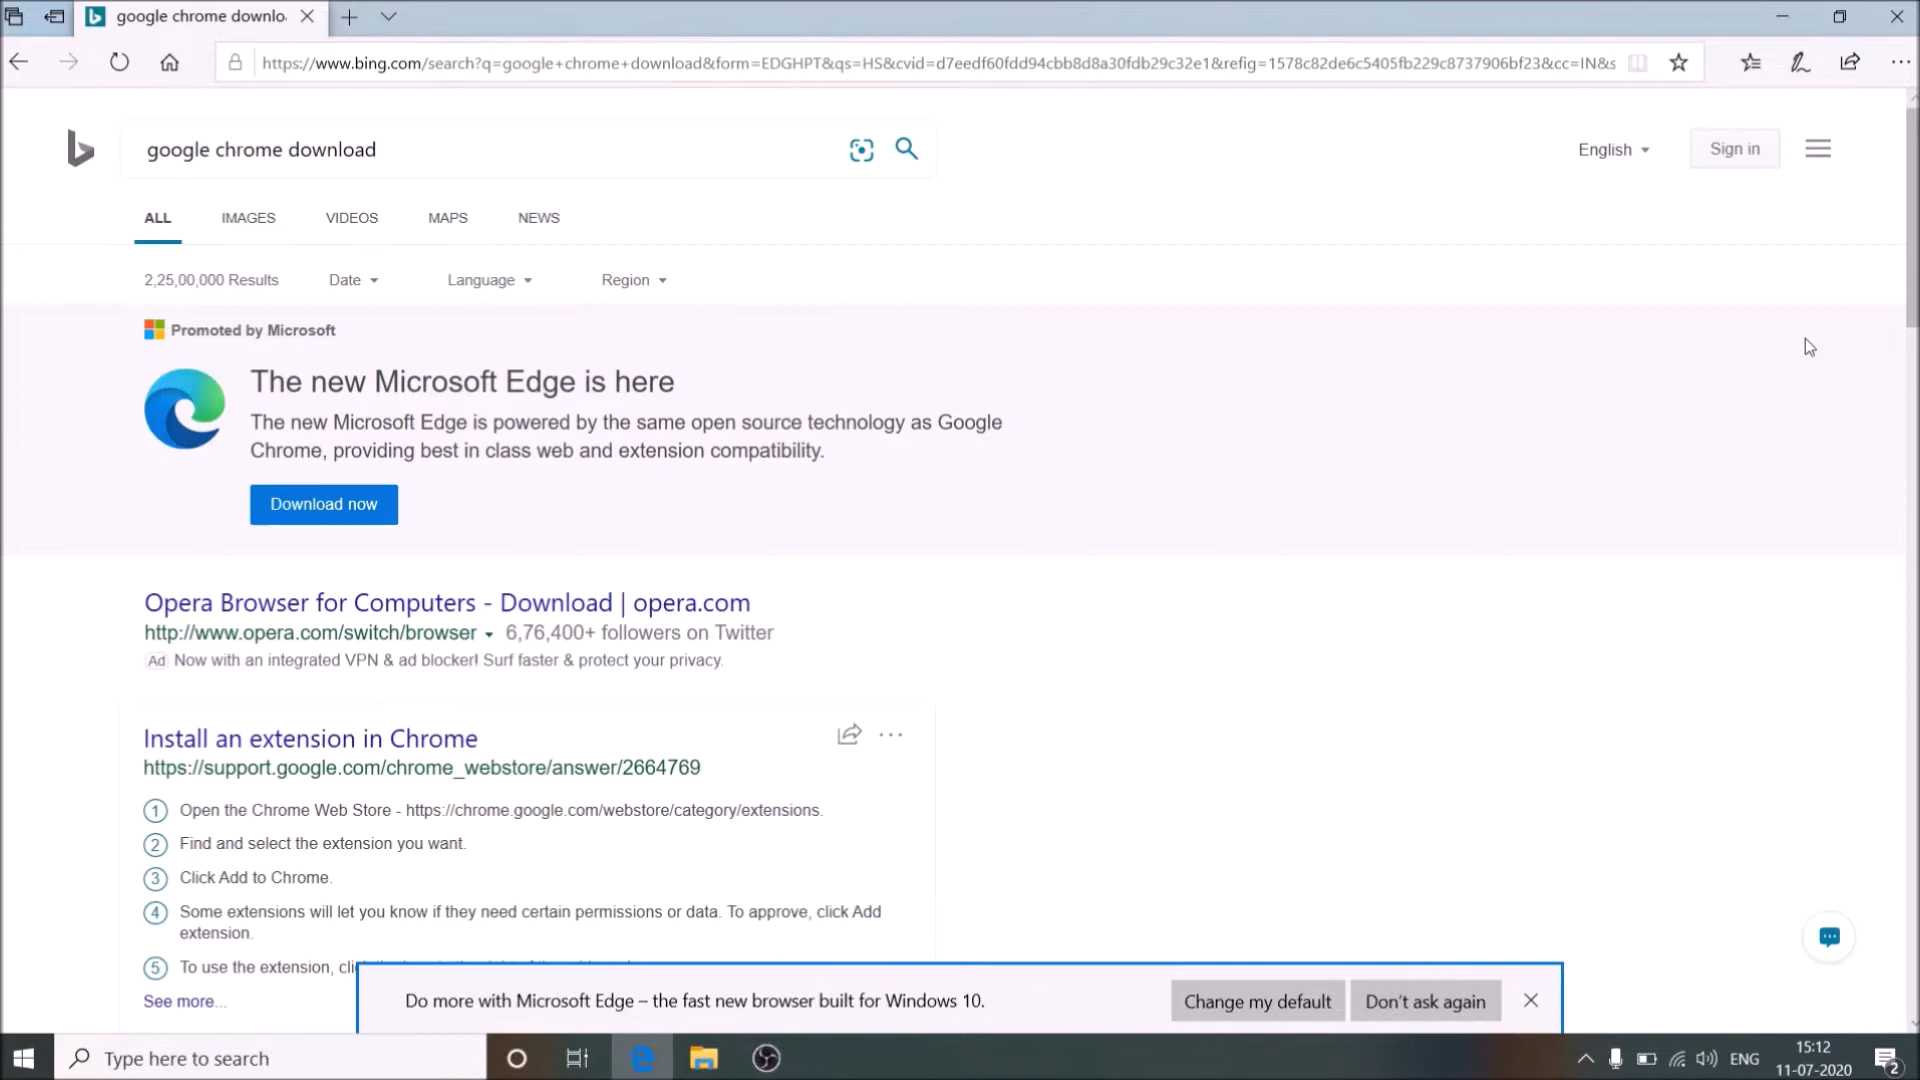 google chrome downlo
https://www.bing.com/search?q=google+chrome+download&form=EDGHPT&qs=HS&cvid=d7eedf60fdd94cbb8d8a30fdb29c32e1&refig=1578c82de6c5405fb229c8737906bf23&cc=IN&s
google chrome download
English
Sign in
ALL IMAGES VIDEOS MAPS NEWS
2,25,00,000 Results Date Language Region
Promoted by Microsoft
The new Microsoft Edge is here
The new Microsoft Edge is powered by the same open source technology as Google
Chrome, providing best in class web and extension compatibility.
Download now
Opera Browser for Computers - Download | opera.com
http://www.opera.com/switch/browser 6,76,400+ followers on Twitter
Ad Now with an integrated VPN & ad blocker! Surf faster & protect your privacy.
Install an extension in Chrome
https://support.google.com/chrome_webstore/answer/2664769
1 Open the Chrome Web Store - https://chrome.google.com/webstore/category/extensions.
2 Find and select the extension you want.
3 Click Add to Chrome.
4 Some extensions will let you know if they need certain permissions or data. To approve, click Add
extension.
5 To use the extension, cli
See more...
Do more with Microsoft Edge – the fast new browser built for Windows 10.
Change my default
Don't ask again
Type here to search
ENG
15:12
11-07-2020
2